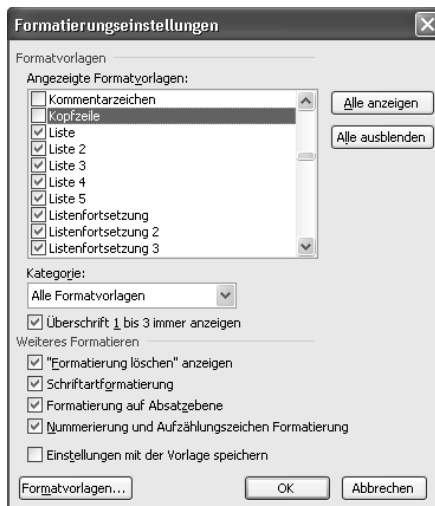 Formatierungseinstellungen
Formatvorlagen
Angezeigte Formatvorlagen:
Kommentarzeichen
Kopfzeile
Liste
Liste 2
Liste 3
Liste 4
Liste 5
Listenfortsetzung
Listenfortsetzung 2
Listenfortsetzung 3
Alle anzeigen
Alle ausblenden
Kategorie:
Alle Formatvorlagen
Überschrift 1 bis 3 immer anzeigen
Weiteres Formatieren
"Formatierung löschen" anzeigen
Schriftartformatierung
Formatierung auf Absatzebene
Nummerierung und Aufzählungszeichen Formatierung
Einstellungen mit der Vorlage speichern
Formatvorlagen... OK Abbrechen